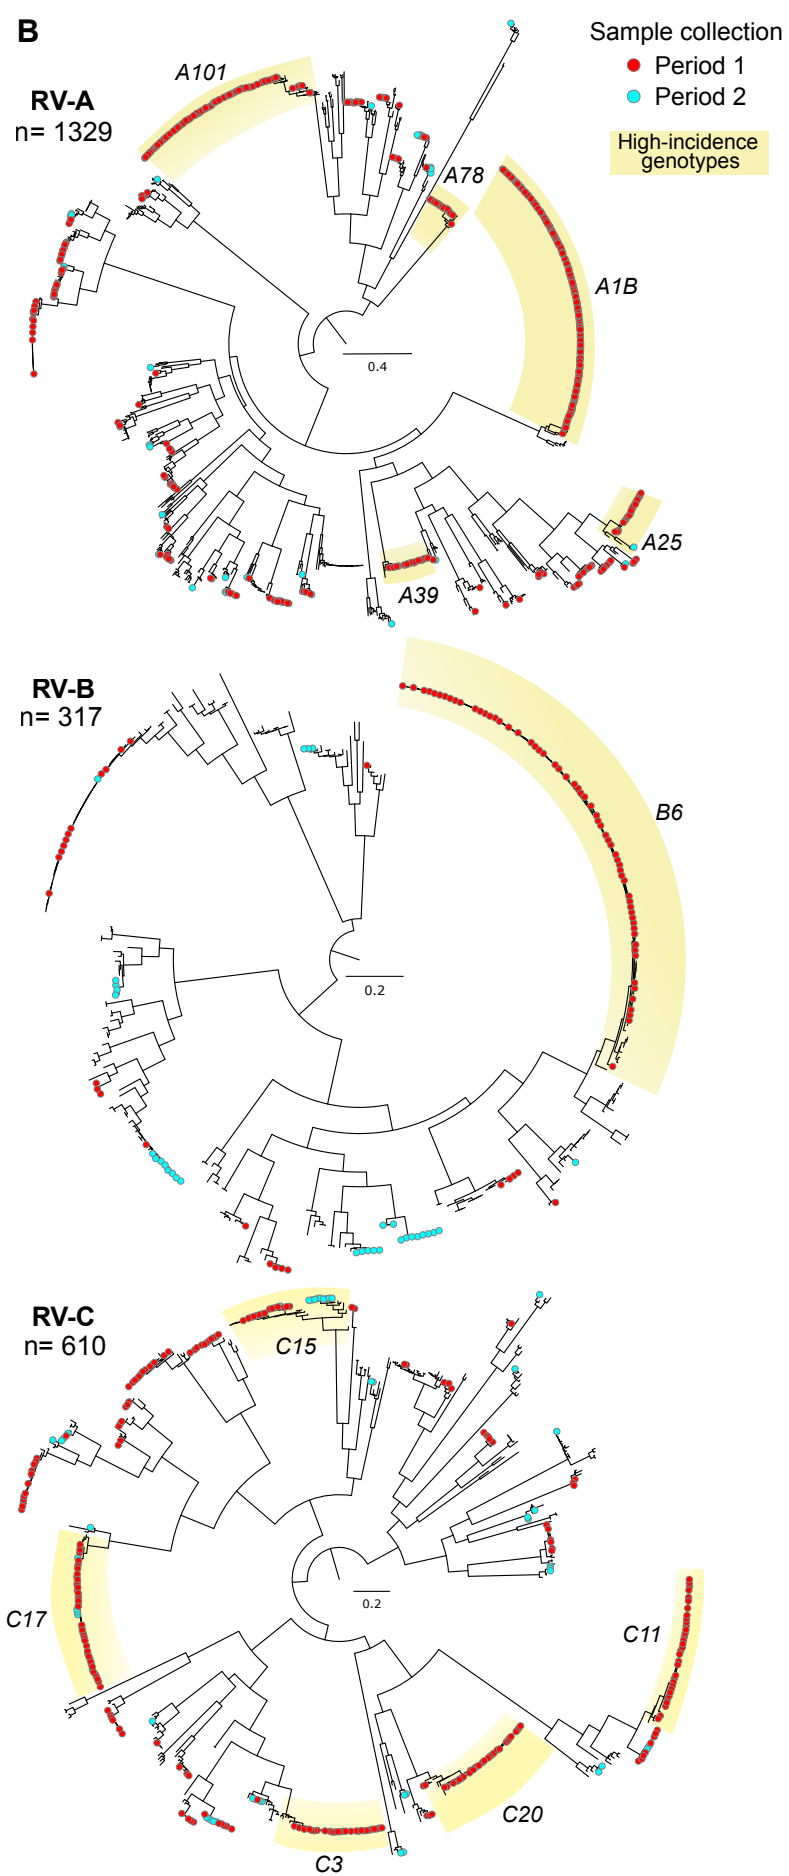 B
Sample collection
Period 1
Period 2
High-incidence
genotypes
RV-A
n= 1329
A101
A78
A1B
0.4
A25
A39
RV-B
n= 317
B6
0.2
RV-C
n= 610
C15
C17
0.2
C11
C20
C3